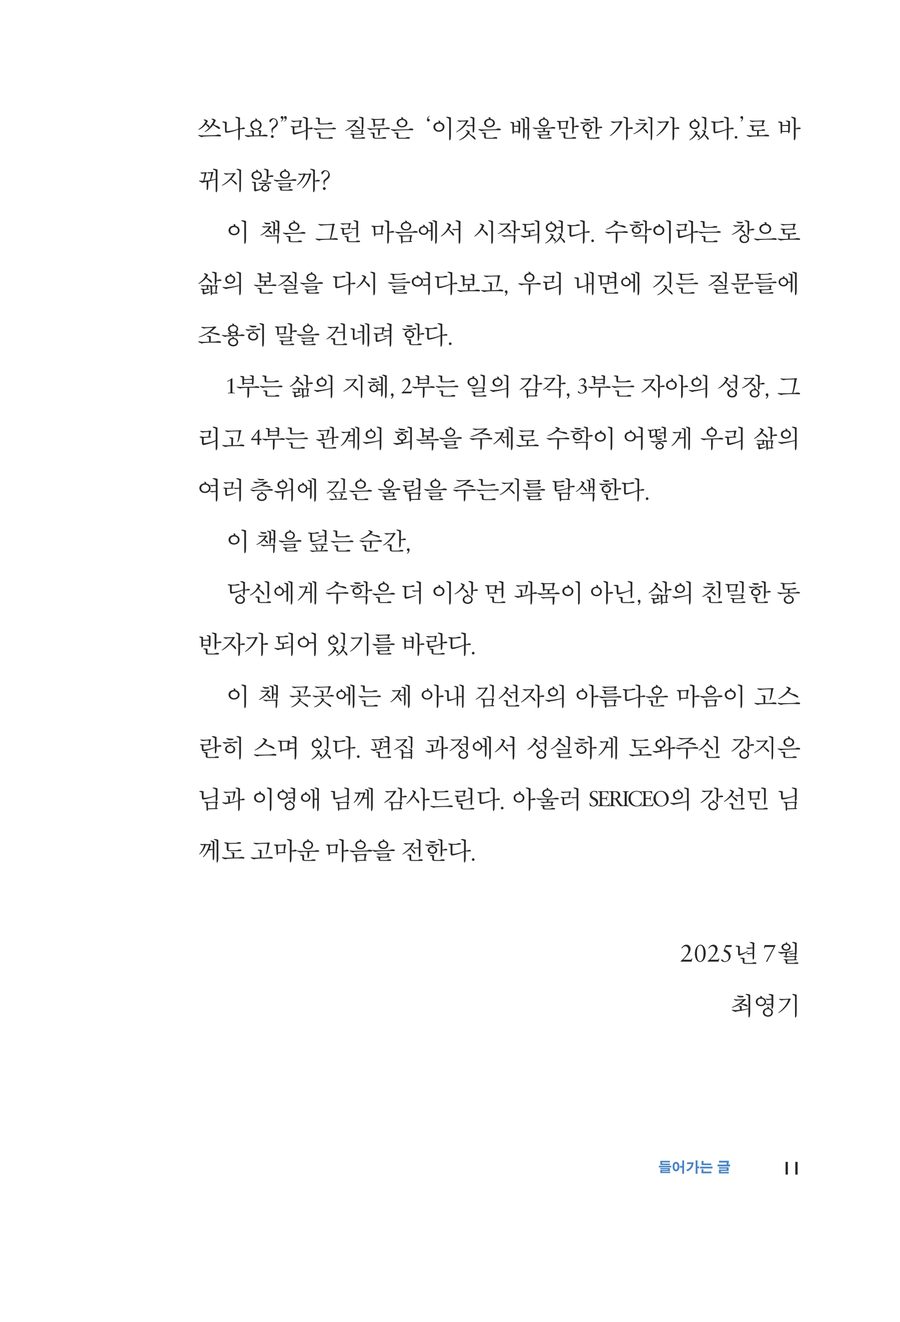 쓰나요?”라는 질문은 ‘이것은 배울만한 가치가 있다.’로 바
뀌지 않을까?
이 책은 그런 마음에서 시작되었다. 수학이라는 창으로
삶의 본질을 다시 들여다보고, 우리 내면에 깃든 질문들에
조용히 말을 건네려 한다.
1부는 삶의 지혜, 2부는 일의 감각, 3부는 자아의 성장, 그
리고 4부는 관계의 회복을 주제로 수학이 어떻게 우리 삶의
여러 층위에 깊은 울림을 주는지를 탐색한다.
이 책을 덮는 순간,
당신에게 수학은 더 이상 먼 과목이 아닌, 삶의 친밀한 동
반자가 되어 있기를 바란다.
이 책 곳곳에는 제 아내 김선자의 아름다운 마음이 고스
란히 스며 있다. 편집 과정에서 성실하게 도와주신 강지은
님과 이영애 님께 감사드린다. 아울러 SERICEO의 강선민 님
께도 고마운 마음을 전한다.
2025년 7월
최영기
들어가는 글 11